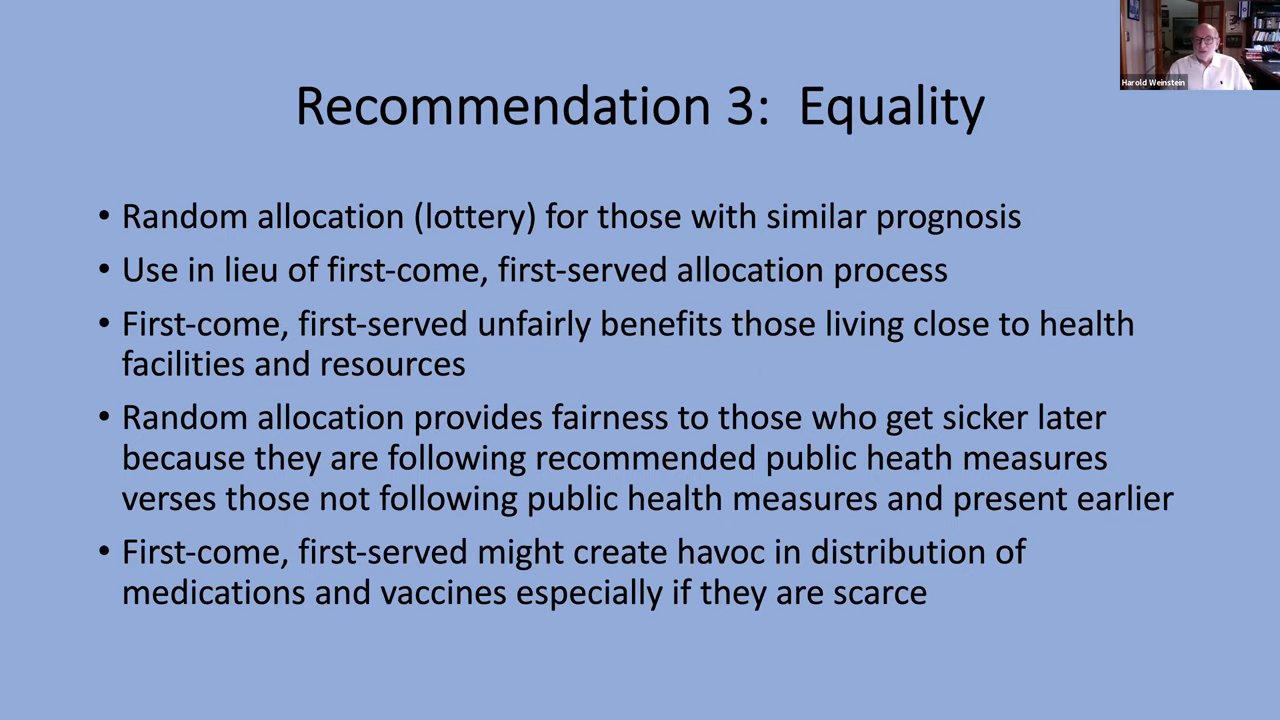 Harold Weinstein
Recommendation 3:  Equality
• Random allocation (lottery) for those with similar prognosis
• Use in lieu of first-come, first-served allocation process
• First-come, first-served unfairly benefits those living close to health
facilities and resources
• Random allocation provides fairness to those who get sicker later
because they are following recommended public heath measures
verses those not following public health measures and present earlier
• First-come, first-served might create havoc in distribution of
medications and vaccines especially if they are scarce